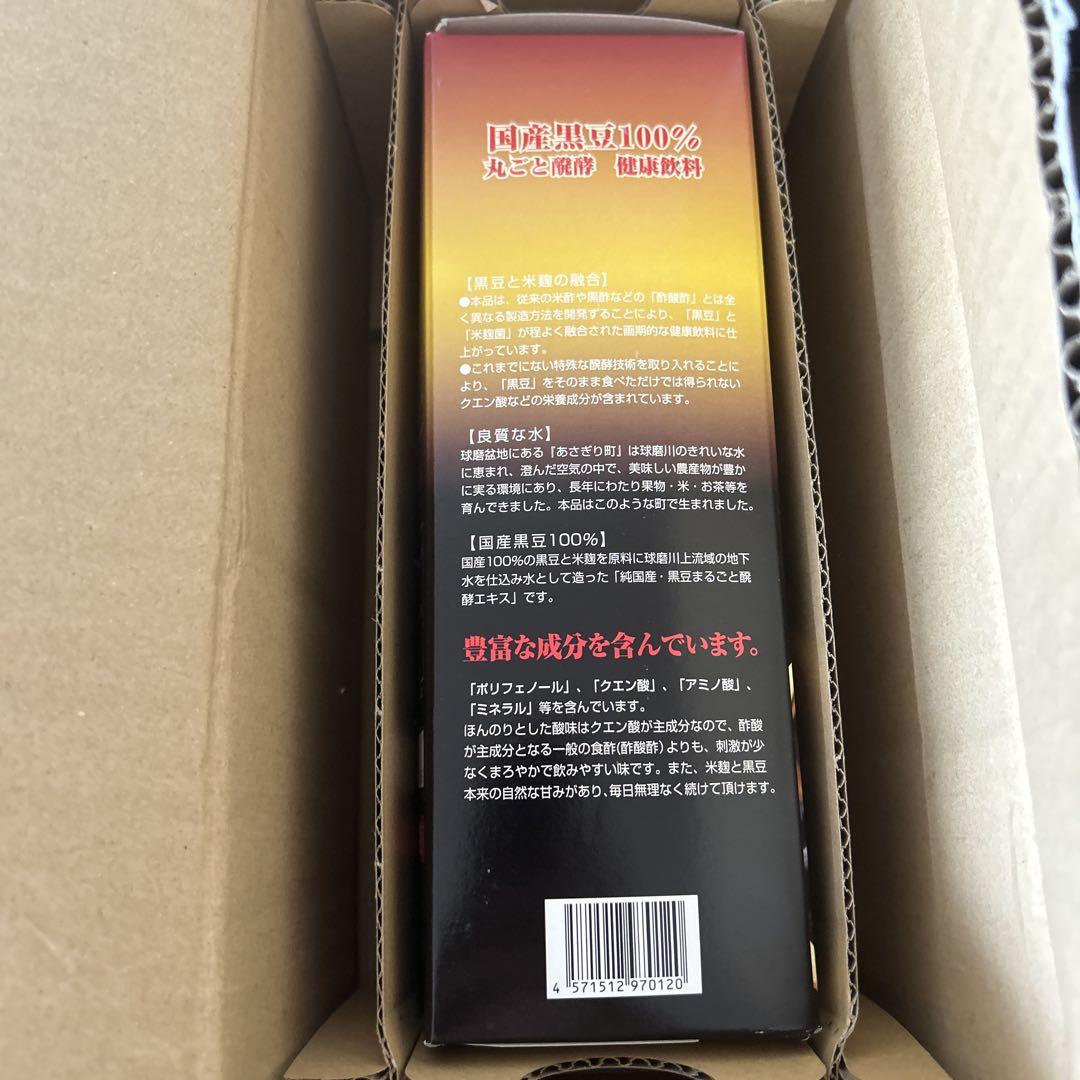 国産黒豆100%
丸ごと醗酵　健康飲料
【黒豆と米麹の融合】
●本品は、従来の米酢や黒酢などの「酢酸酢」とは全
く異なる製造方法を開発することにより、「黒豆」と
「米麹菌」が程よく融合された画期的な健康飲料に仕
上がっています。
●これまでにない特殊な醗酵技術を取り入れることに
より、「黒豆」をそのまま食べただけでは得られない
クエン酸などの栄養成分が含まれています。
【良質な水】
球磨盆地にある「あさぎり町」は球磨川のきれいな水
に恵まれ、澄んだ空気の中で、美味しい農産物が豊か
に実る環境にあり、長年にわたり果物・米・お茶等を
育んできました。本品はこのような町で生まれました。
【国産黒豆100%】
国産100%の黒豆と米麹を原料に球磨川上流域の地下
水を仕込み水として造った「純国産・黒豆まるごと醗
酵エキス」です。
豊富な成分を含んでいます。
「ポリフェノール」、「クエン酸」、「アミノ酸」、
「ミネラル」等を含んでいます。
ほんのりとした酸味はクエン酸が主成分なので、酢酸
が主成分となる一般の食酢(酢酸酢)よりも、刺激が少
なくまろやかで飲みやすい味です。また、米麹と黒豆
本来の自然な甘みがあり、毎日無理なく続けて頂けます。
4 571512 970120